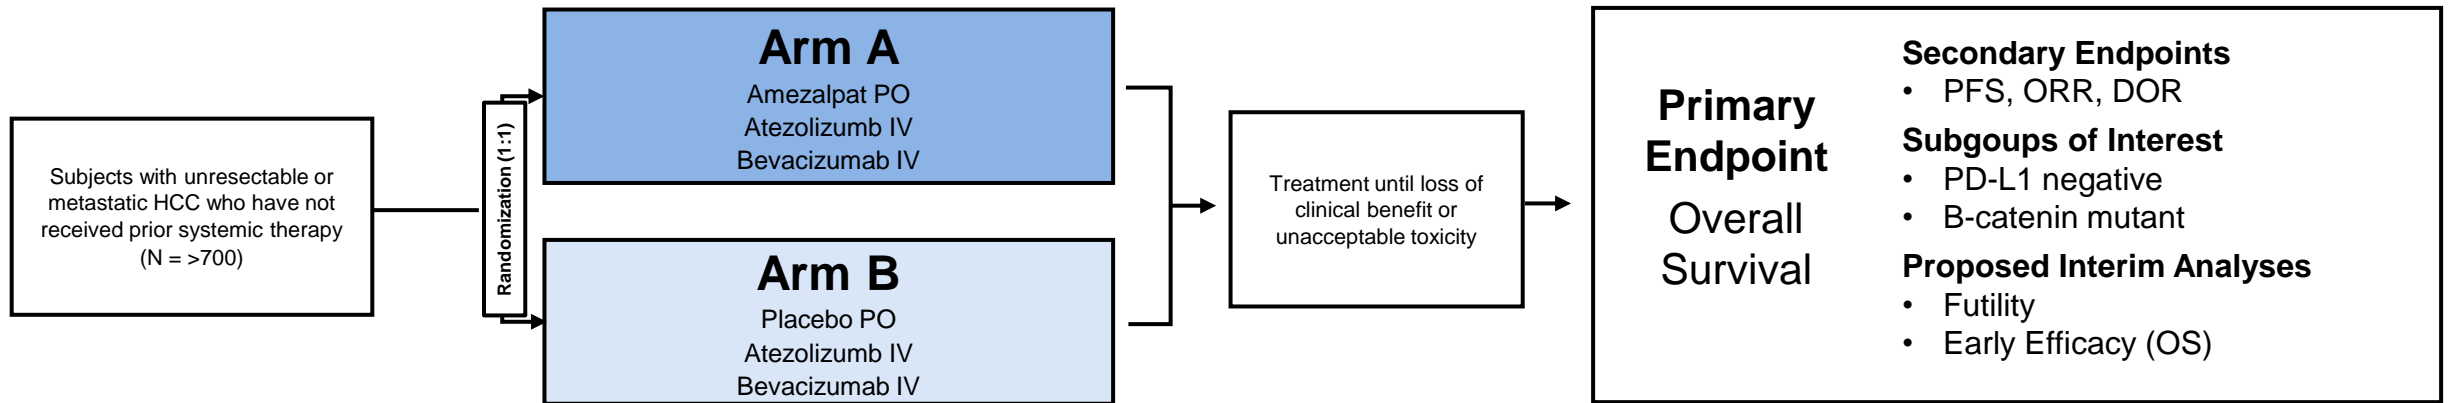 Subjects with unresectable or
metastatic HCC who have not
received prior systemic therapy
(N = >700)
Randomization (1:1)
Arm A
Amezalpat PO
Atezolizumb IV
Bevacizumab IV
Arm B
Placebo PO
Atezolizumb IV
Bevacizumab IV
Treatment until loss of
clinical benefit or
unacceptable toxicity
Primary
Endpoint
Overall
Survival
Secondary Endpoints
• PFS, ORR, DOR
Subgoups of Interest
• PD-L1 negative
• B-catenin mutant
Proposed Interim Analyses
• Futility
• Early Efficacy (OS)